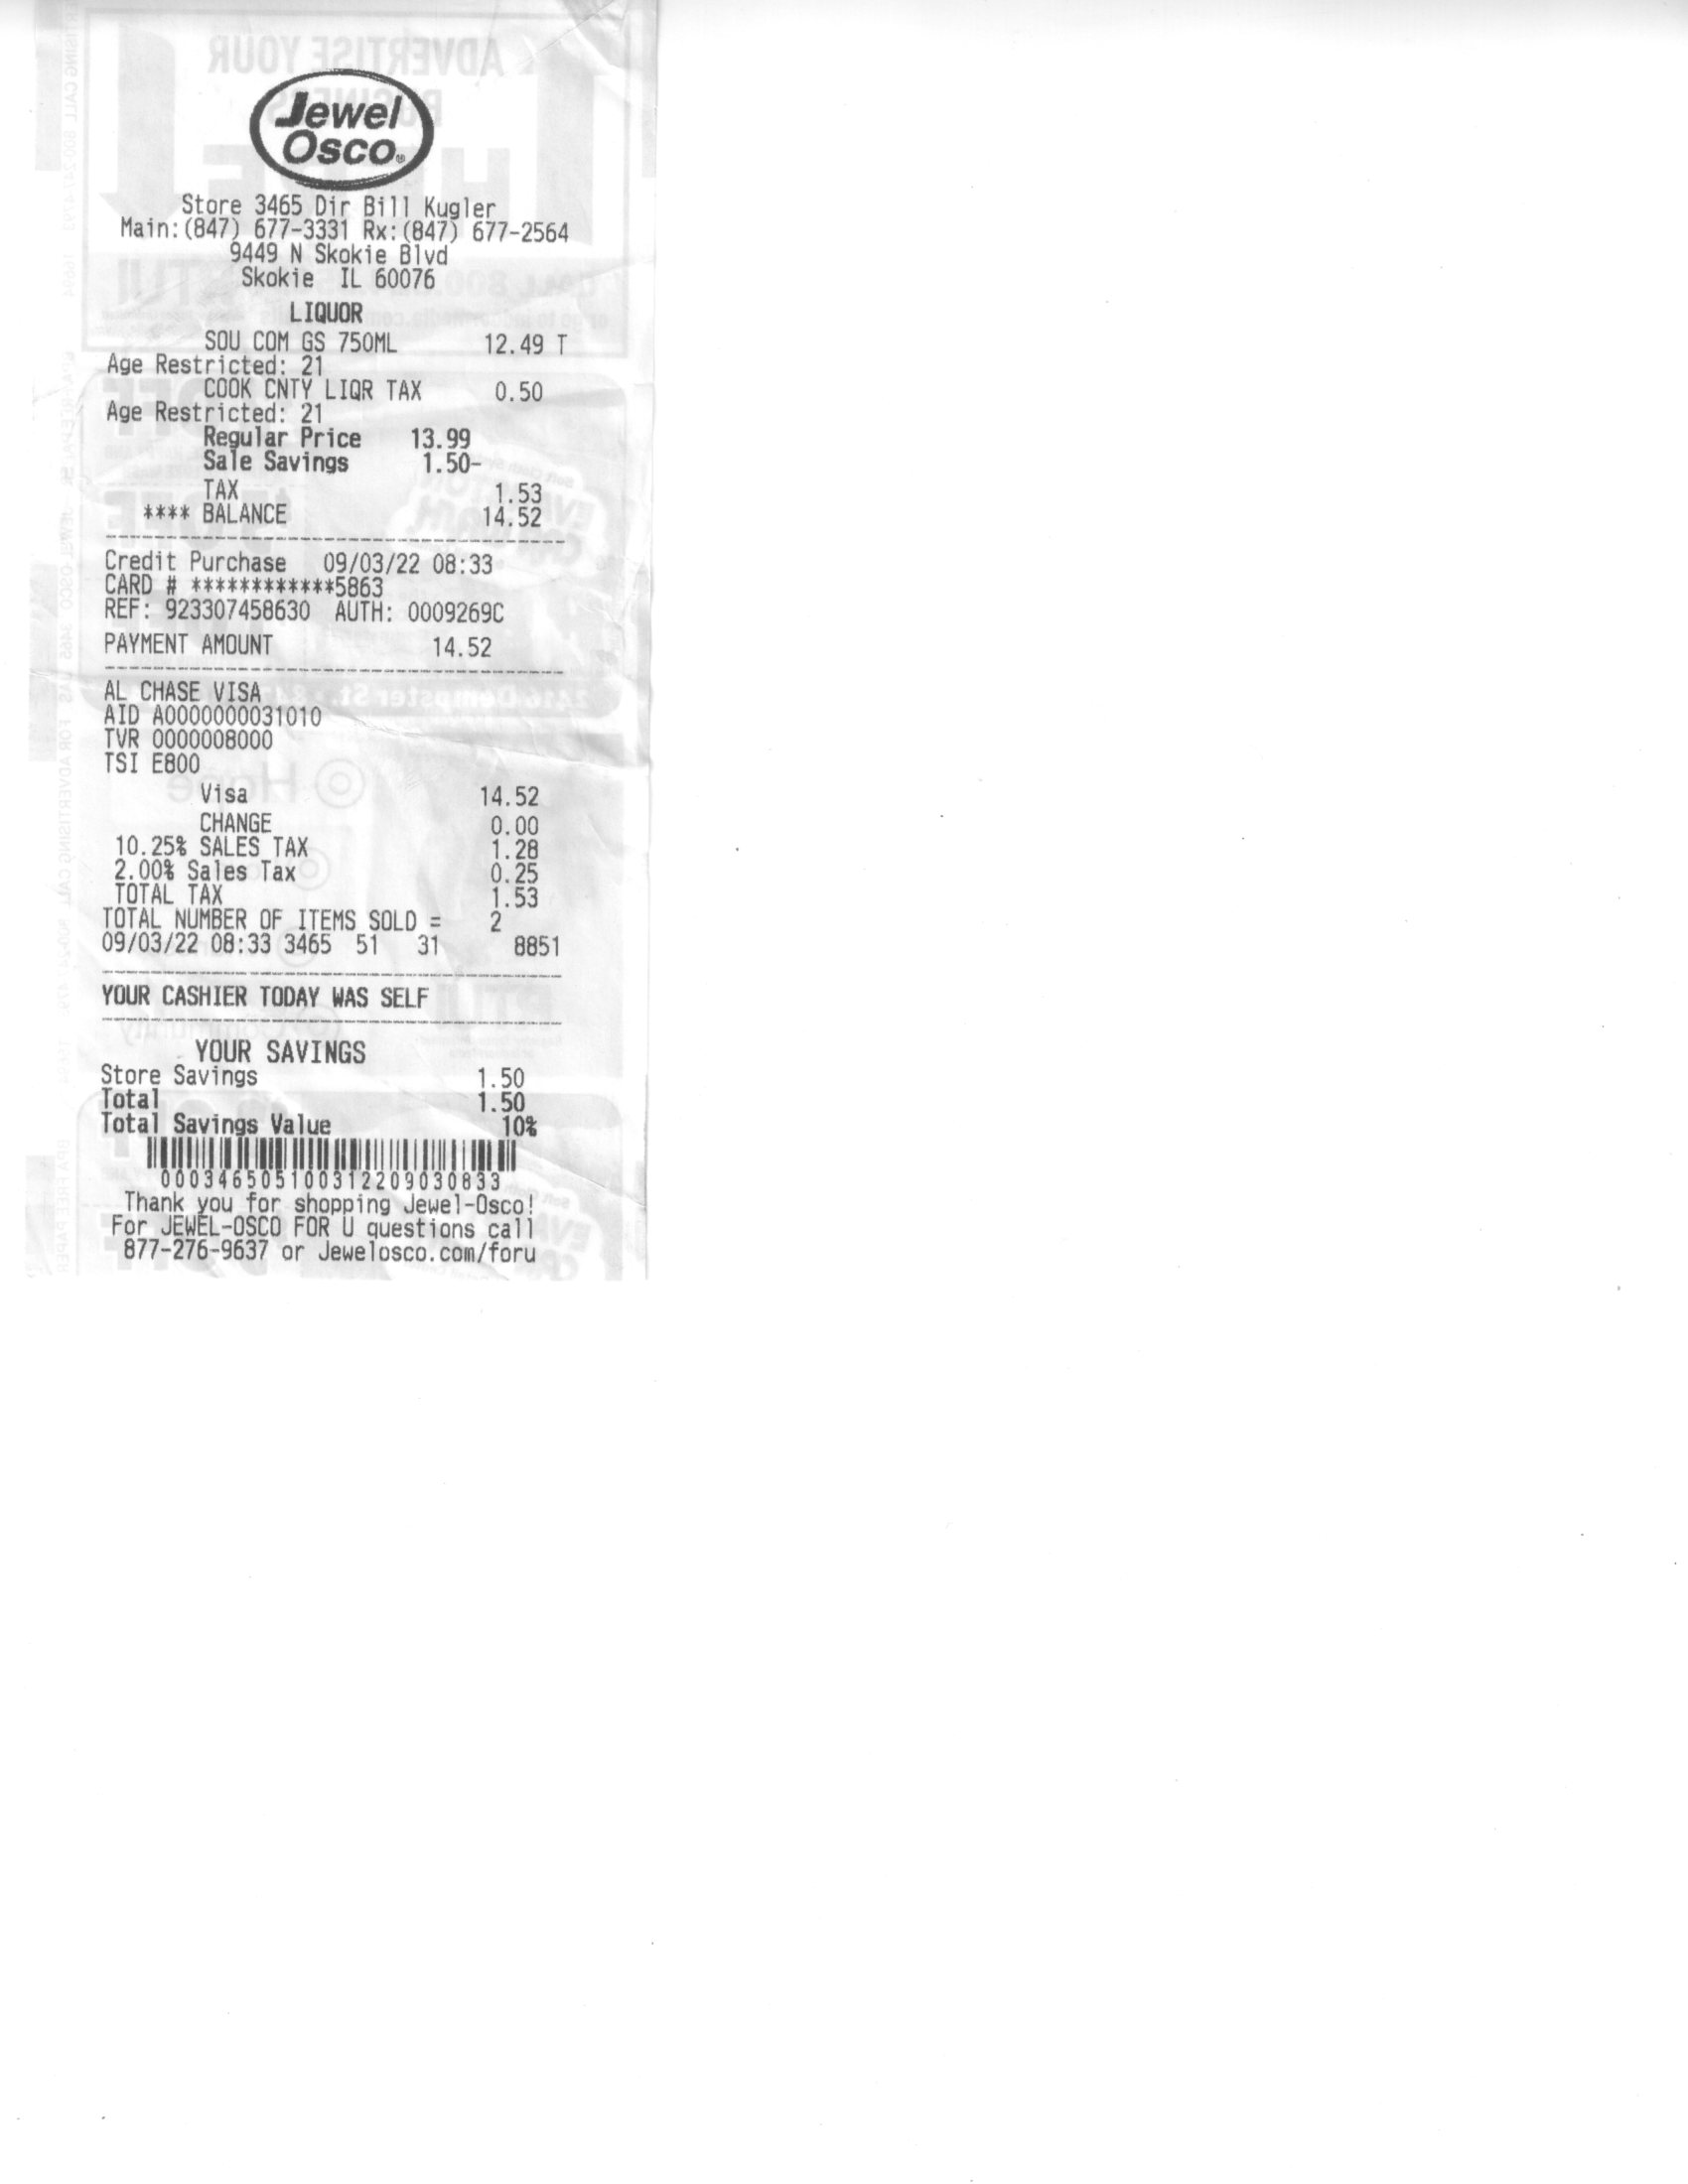 Jewel
Osco®
Store 3465 Dir Bill Kugler
Main:(847) 677-3331 Rx:(847) 677-2564
9449 N Skokie Blvd
Skokie IL 60076
LIQUOR
SOU COM GS 750ML 12.49 T
Age Restricted: 21
COOK CNTY LIQR TAX 0.50
Age Restricted: 21
Regular Price 13.99
Sale Savings 1.50-
TAX 1.53
**** BALANCE 14.52
Credit Purchase 09/03/22 08:33
CARD # ************5863
REF: 923307458630 AUTH: 0009269C
PAYMENT AMOUNT 14.52
AL CHASE VISA
AID A0000000031010
TVR 0000008000
TSI E800
Visa 14.52
CHANGE 0.00
10.25% SALES TAX 1.28
2.00% Sales Tax 0.25
TOTAL TAX 1.53
TOTAL NUMBER OF ITEMS SOLD = 2
09/03/22 08:33 3465 51 31 8851
YOUR CASHIER TODAY WAS SELF
YOUR SAVINGS
Store Savings 1.50
Total 1.50
Total Savings Value 10%
000346505100312209030833
Thank you for shopping Jewel-Osco!
For JEWEL-OSCO FOR U questions call
877-276-9637 or Jewelosco.com/foru